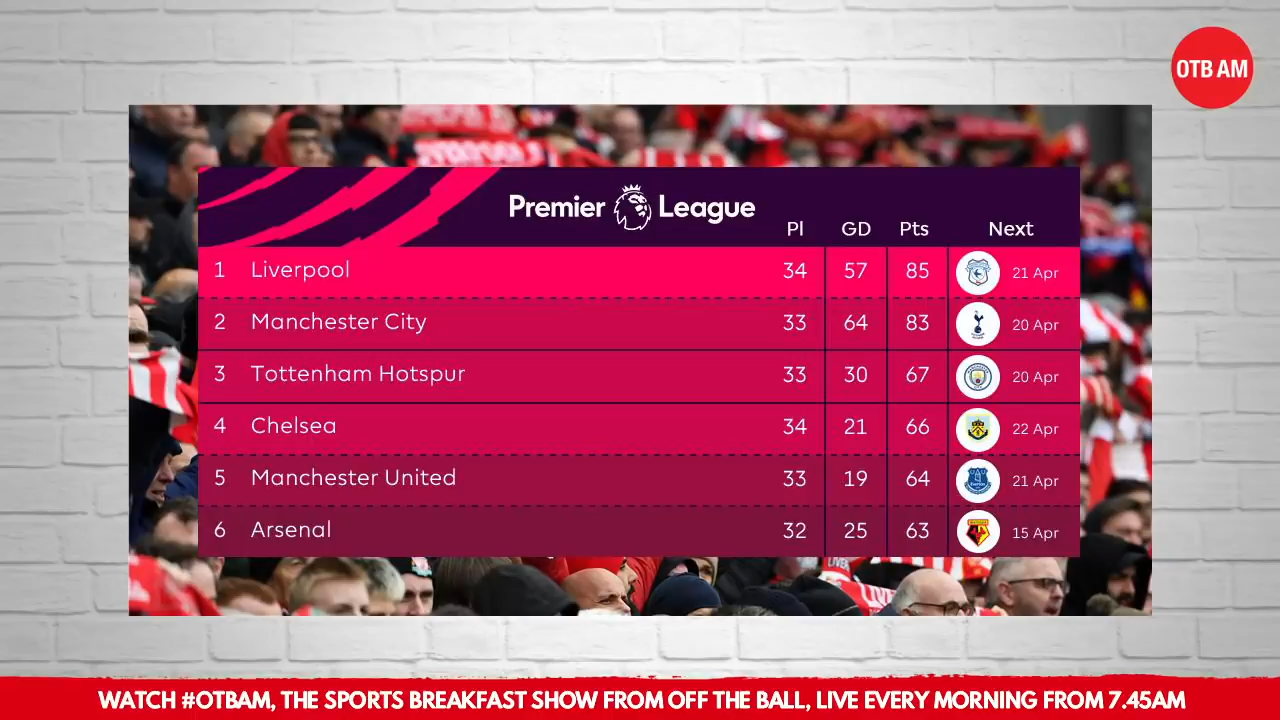 OTB AM
Premier League
Pl GD Pts Next
1 Liverpool 34 57 85 21 Apr
2 Manchester City 33 64 83 20 Apr
3 Tottenham Hotspur 33 30 67 20 Apr
4 Chelsea 34 21 66 22 Apr
5 Manchester United 33 19 64 21 Apr
6 Arsenal 32 25 63 15 Apr
WATCH #OTBAM, THE SPORTS BREAKFAST SHOW FROM OFF THE BALL, LIVE EVERY MORNING FROM 7.45AM